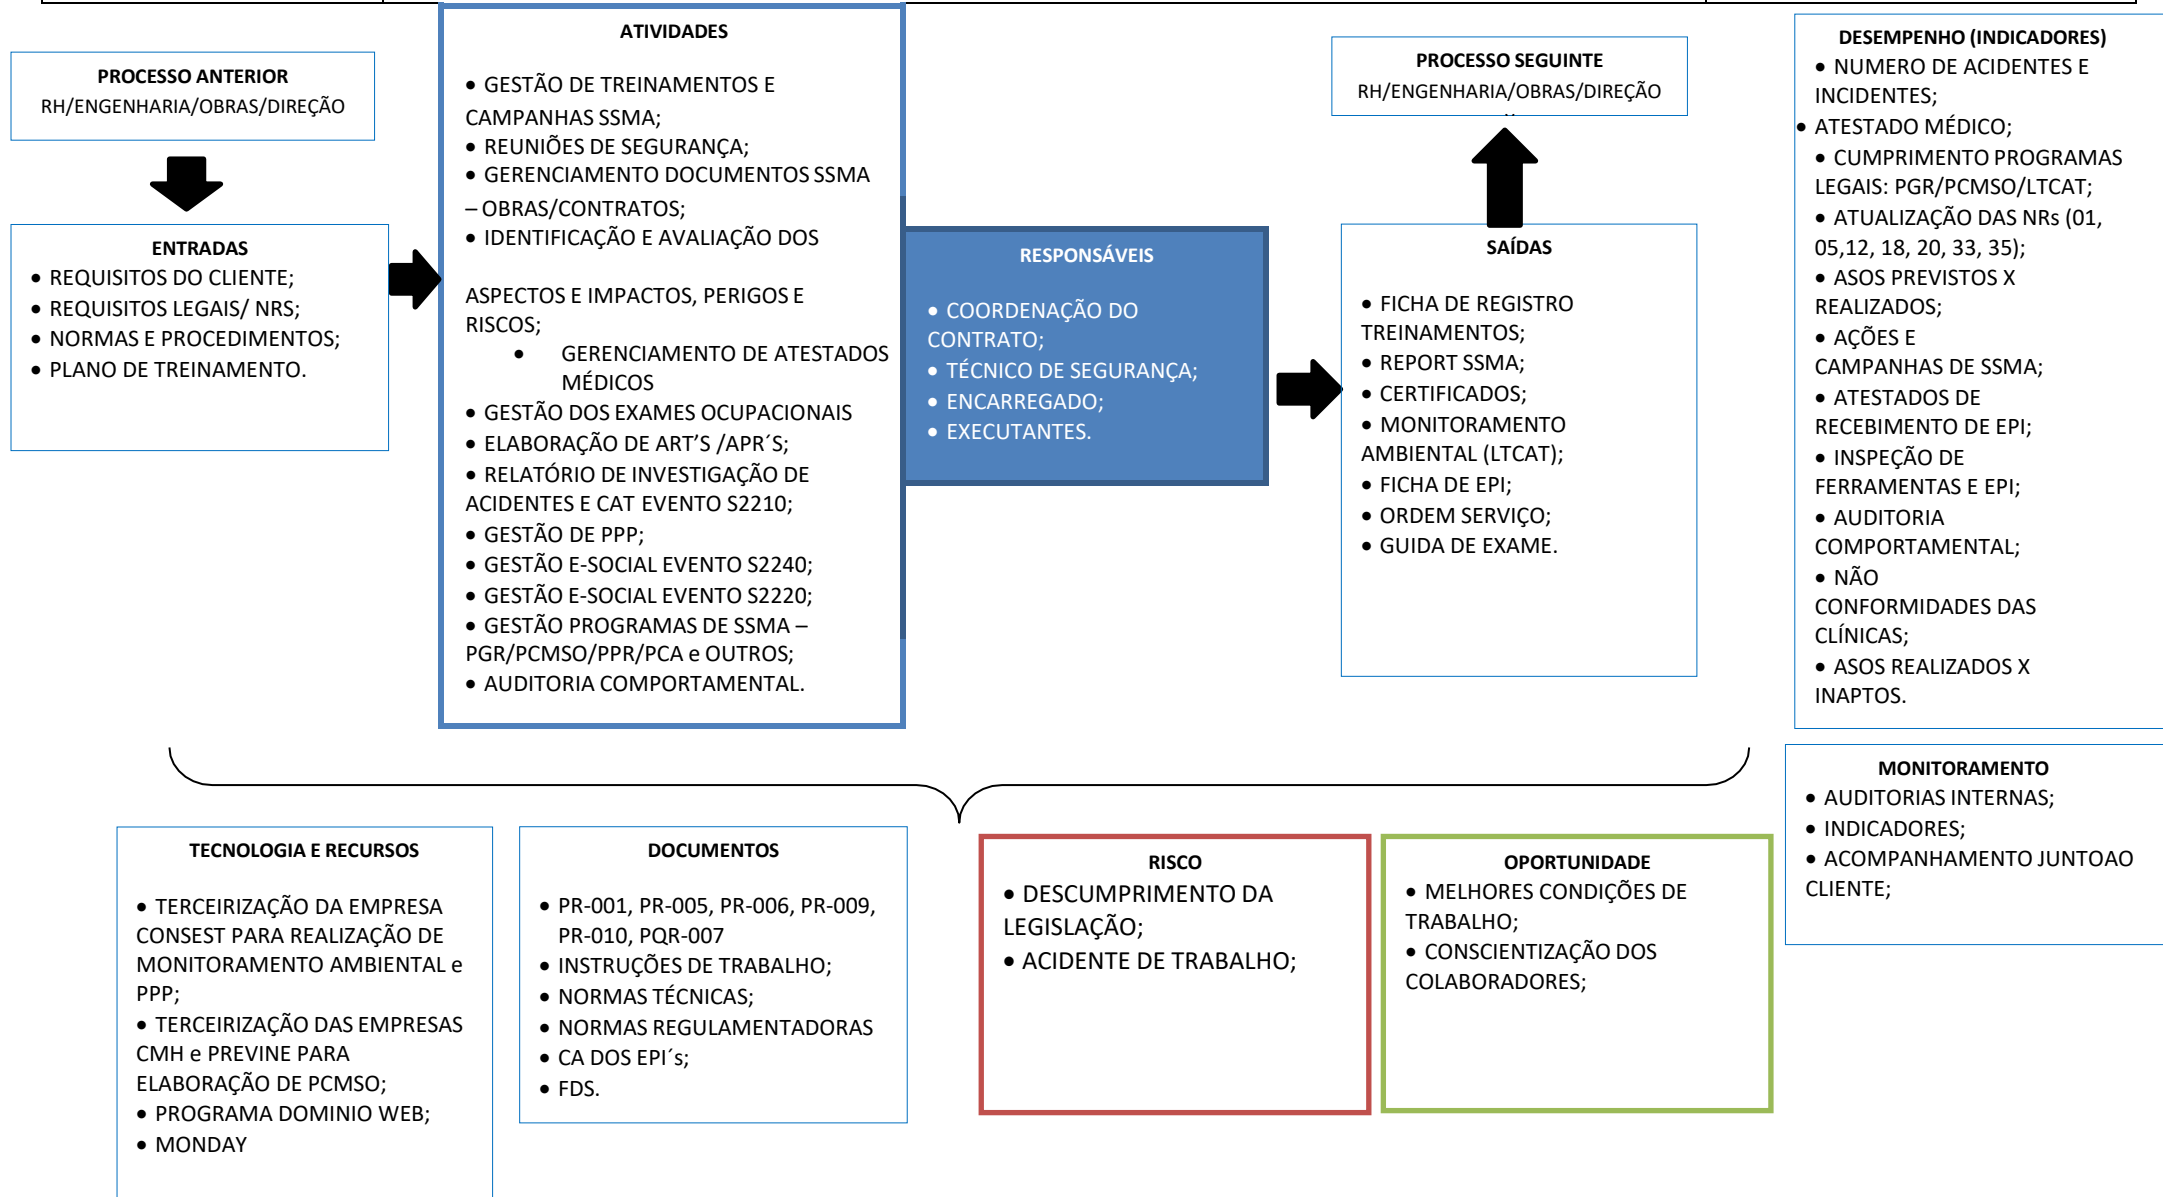 PROCESSO ANTERIOR
RH/ENGENHARIA/OBRAS/DIREÇÃO
ENTRADAS
• REQUISITOS DO CLIENTE;
• REQUISITOS LEGAIS/ NRS;
• NORMAS E PROCEDIMENTOS;
• PLANO DE TREINAMENTO.
ATIVIDADES
• GESTÃO DE TREINAMENTOS E
CAMPANHAS SSMA;
• REUNIÕES DE SEGURANÇA;
• GERENCIAMENTO DOCUMENTOS SSMA
– OBRAS/CONTRATOS;
• IDENTIFICAÇÃO E AVALIAÇÃO DOS
ASPECTOS E IMPACTOS, PERIGOS E
RISCOS;
• GERENCIAMENTO DE ATESTADOS
MÉDICOS
• GESTÃO DOS EXAMES OCUPACIONAIS
• ELABORAÇÃO DE ART'S /APR´S;
• RELATÓRIO DE INVESTIGAÇÃO DE
ACIDENTES E CAT EVENTO S2210;
• GESTÃO DE PPP;
• GESTÃO E-SOCIAL EVENTO S2240;
• GESTÃO E-SOCIAL EVENTO S2220;
• GESTÃO PROGRAMAS DE SSMA –
PGR/PCMSO/PPR/PCA e OUTROS;
• AUDITORIA COMPORTAMENTAL.
RESPONSÁVEIS
• COORDENAÇÃO DO
CONTRATO;
• TÉCNICO DE SEGURANÇA;
• ENCARREGADO;
• EXECUTANTES.
PROCESSO SEGUINTE
RH/ENGENHARIA/OBRAS/DIREÇÃO
SAÍDAS
• FICHA DE REGISTRO
TREINAMENTOS;
• REPORT SSMA;
• CERTIFICADOS;
• MONITORAMENTO
AMBIENTAL (LTCAT);
• FICHA DE EPI;
• ORDEM SERVIÇO;
• GUIDA DE EXAME.
DESEMPENHO (INDICADORES)
• NUMERO DE ACIDENTES E
INCIDENTES;
• ATESTADO MÉDICO;
• CUMPRIMENTO PROGRAMAS
LEGAIS: PGR/PCMSO/LTCAT;
• ATUALIZAÇÃO DAS NRs (01,
05,12, 18, 20, 33, 35);
• ASOS PREVISTOS X
REALIZADOS;
• AÇÕES E
CAMPANHAS DE SSMA;
• ATESTADOS DE
RECEBIMENTO DE EPI;
• INSPEÇÃO DE
FERRAMENTAS E EPI;
• AUDITORIA
COMPORTAMENTAL;
• NÃO
CONFORMIDADES DAS
CLÍNICAS;
• ASOS REALIZADOS X
INAPTOS.
MONITORAMENTO
• AUDITORIAS INTERNAS;
• INDICADORES;
• ACOMPANHAMENTO JUNTOAO
CLIENTE;
TECNOLOGIA E RECURSOS
• TERCEIRIZAÇÃO DA EMPRESA
CONSEST PARA REALIZAÇÃO DE
MONITORAMENTO AMBIENTAL e
PPP;
• TERCEIRIZAÇÃO DAS EMPRESAS
CMH e PREVINE PARA
ELABORAÇÃO DE PCMSO;
• PROGRAMA DOMINIO WEB;
• MONDAY
DOCUMENTOS
• PR-001, PR-005, PR-006, PR-009,
PR-010, PQR-007
• INSTRUÇÕES DE TRABALHO;
• NORMAS TÉCNICAS;
• NORMAS REGULAMENTADORAS
• CA DOS EPI´s;
• FDS.
RISCO
• DESCUMPRIMENTO DA
LEGISLAÇÃO;
• ACIDENTE DE TRABALHO;
OPORTUNIDADE
• MELHORES CONDIÇÕES DE
TRABALHO;
• CONSCIENTIZAÇÃO DOS
COLABORADORES;